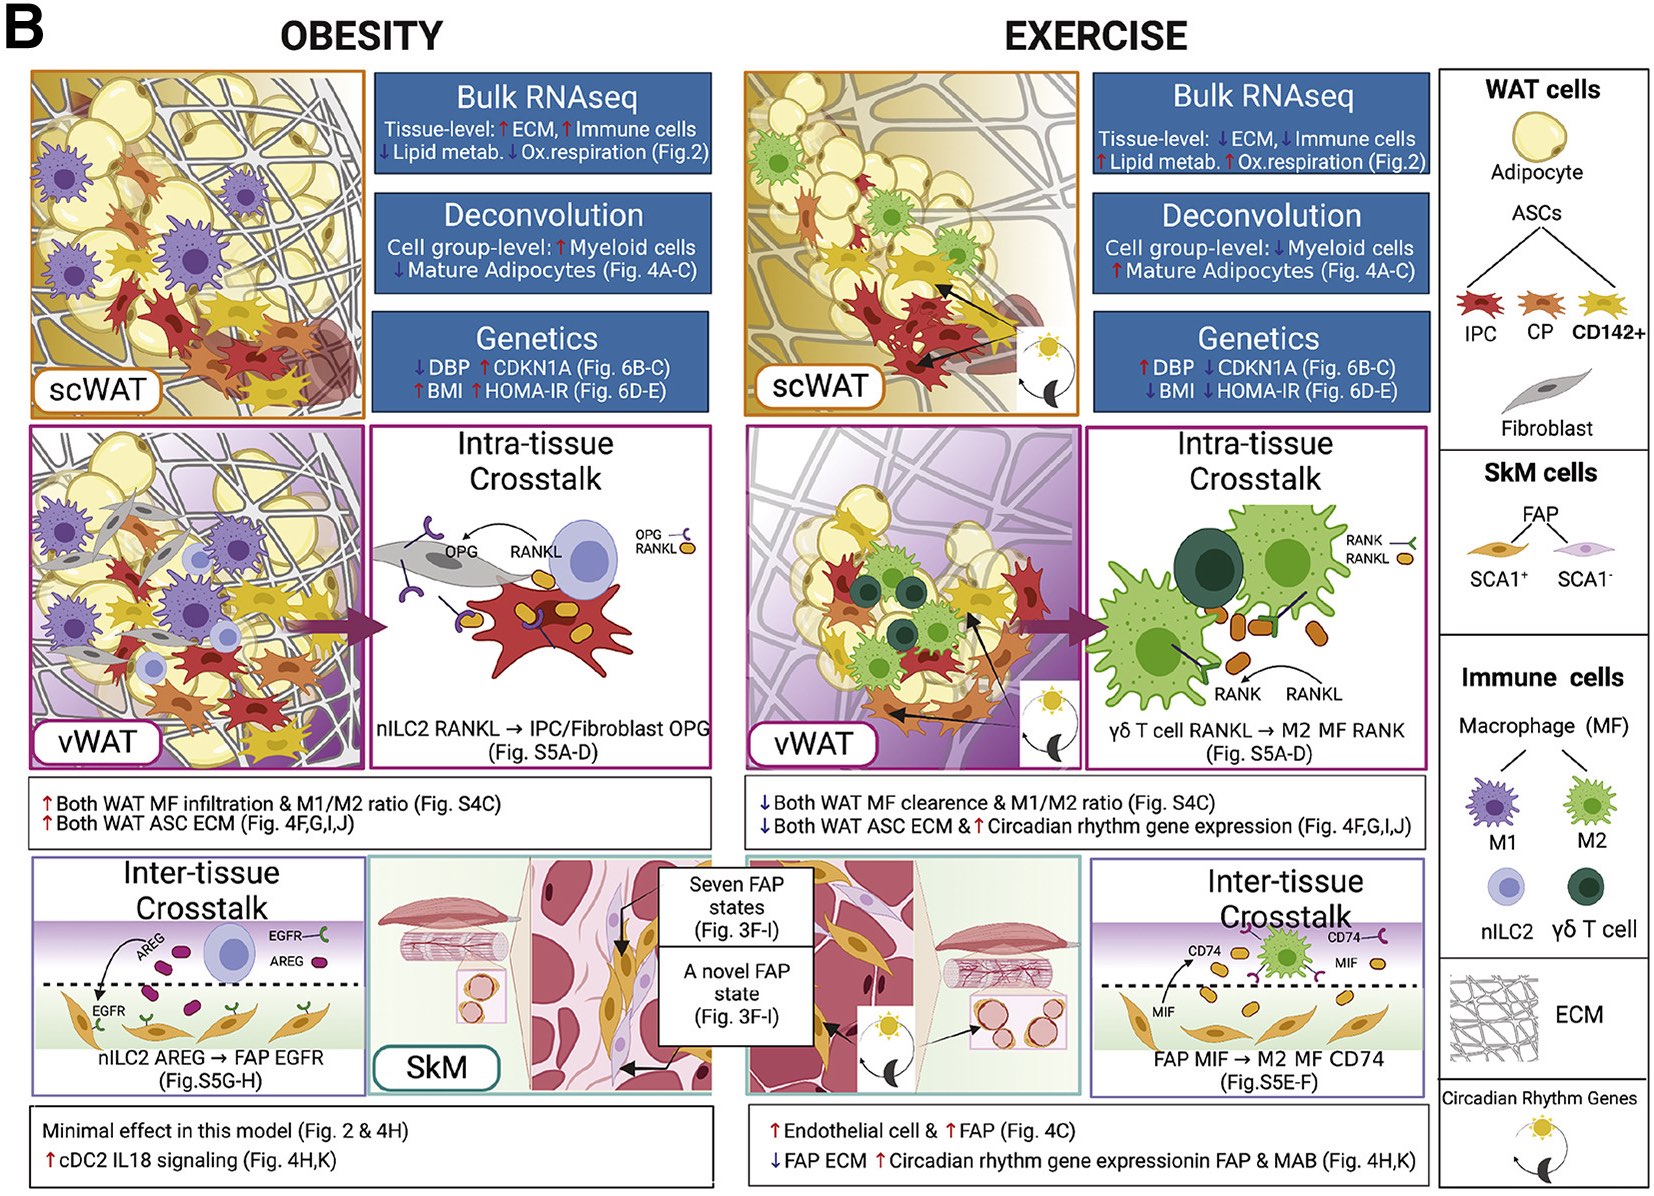 B
OBESITY
EXERCISE
Bulk RNAseq
Tissue-level: ↑ECM, ↑Immune cells
↓Lipid metab. ↓Ox.respiration (Fig.2)
Deconvolution
Cell group-level: ↑Myeloid cells
↓Mature Adipocytes (Fig. 4A-C)
Genetics
↓DBP ↑CDKN1A (Fig. 6B-C)
↑BMI ↑HOMA-IR (Fig. 6D-E)
scWAT
Bulk RNAseq
Tissue-level: ↓ECM, ↓Immune cells
↑Lipid metab. ↑Ox.respiration (Fig.2)
Deconvolution
Cell group-level: ↓Myeloid cells
↑Mature Adipocytes (Fig. 4A-C)
Genetics
↑DBP ↓CDKN1A (Fig. 6B-C)
↓BMI ↓HOMA-IR (Fig. 6D-E)
scWAT
Intra-tissue
Crosstalk
OPG
RANKL
OPG
RANKL
nILC2 RANKL → IPC/Fibroblast OPG
(Fig. S5A-D)
vWAT
Intra-tissue
Crosstalk
RANK
RANKL
RANK
RANKL
γδ T cell RANKL → M2 MF RANK
(Fig. S5A-D)
vWAT
↑Both WAT MF infiltration & M1/M2 ratio (Fig. S4C)
↑Both WAT ASC ECM (Fig. 4F,G,I,J)
↓Both WAT MF clearence & M1/M2 ratio (Fig. S4C)
↓Both WAT ASC ECM & ↑Circadian rhythm gene expression (Fig. 4F,G,I,J)
Inter-tissue
Crosstalk
AREG
EGFR
AREG
EGFR
nILC2 AREG → FAP EGFR
(Fig.S5G-H)
SkM
Seven FAP
states
(Fig. 3F-I)
A novel FAP
state
(Fig. 3F-I)
Inter-tissue
Crosstalk
CD74
CD74
MIF
MIF
FAP MIF → M2 MF CD74
(Fig.S5E-F)
Minimal effect in this model (Fig. 2 & 4H)
↑cDC2 IL18 signaling (Fig. 4H,K)
↑Endothelial cell & ↑FAP (Fig. 4C)
↓FAP ECM ↑Circadian rhythm gene expressionin FAP & MAB (Fig. 4H,K)
WAT cells
Adipocyte
ASCs
IPC CP CD142+
Fibroblast
SkM cells
FAP
SCA1⁺ SCA1⁻
Immune cells
Macrophage (MF)
M1 M2
nILC2 γδ T cell
ECM
Circadian Rhythm Genes